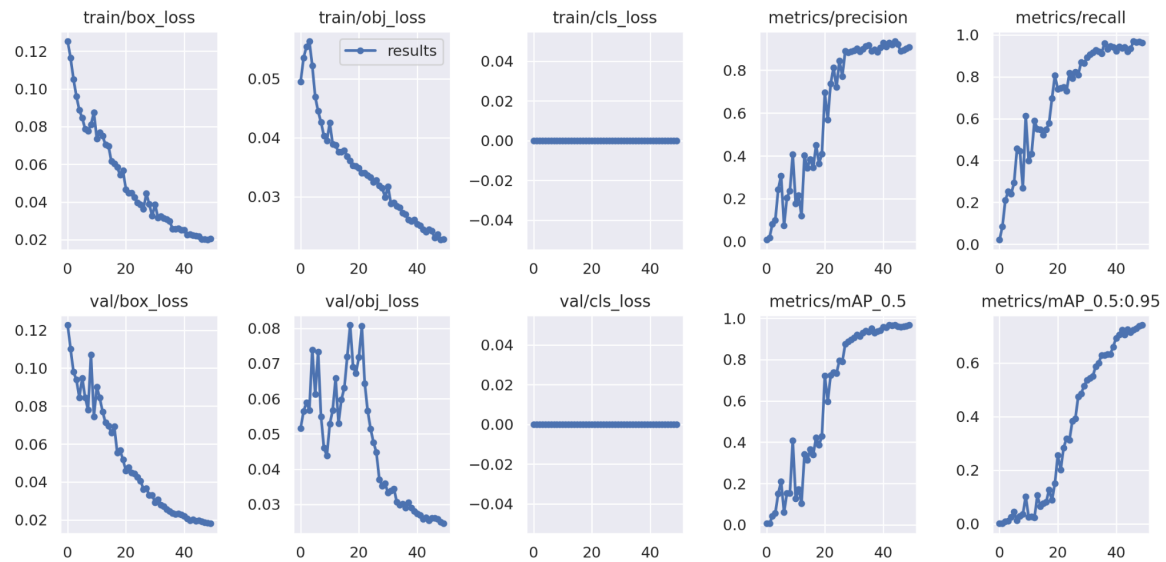 train/box_loss
train/obj_loss
train/cls_loss
metrics/precision
metrics/recall
0.12
0.10
0.08
0.06
0.04
0.02
0 20 40
results
0.05
0.04
0.03
0 20 40
0.04
0.02
0.00
−0.02
−0.04
0 20 40
0.8
0.6
0.4
0.2
0.0
0 20 40
1.0
0.8
0.6
0.4
0.2
0.0
0 20 40
val/box_loss
val/obj_loss
val/cls_loss
metrics/mAP_0.5
metrics/mAP_0.5:0.95
0.12
0.10
0.08
0.06
0.04
0.02
0 20 40
0.08
0.07
0.06
0.05
0.04
0.03
0 20 40
0.04
0.02
0.00
−0.02
−0.04
0 20 40
1.0
0.8
0.6
0.4
0.2
0.0
0 20 40
0.6
0.4
0.2
0.0
0 20 40